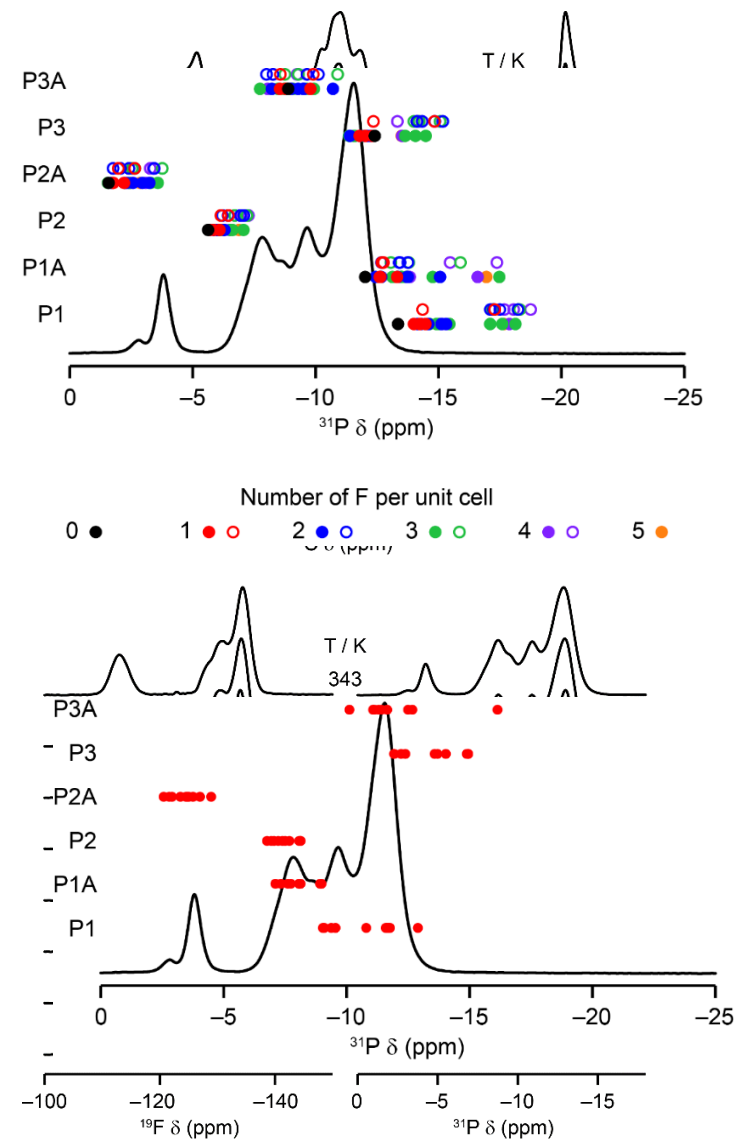 T / K
P3A
P3
P2A
P2
P1A
P1
0 −5 −10 −15 −20 −25
³¹P δ (ppm)
Number of F per unit cell
0 1 2 3 4 5
δ (ppm)
T / K
343
P3A
P3
P2A
P2
P1A
P1
0 −5 −10 −15 −20 −25
³¹P δ (ppm)
−100 −120 −140 0 −5 −10 −15
¹⁹F δ (ppm) ³¹P δ (ppm)